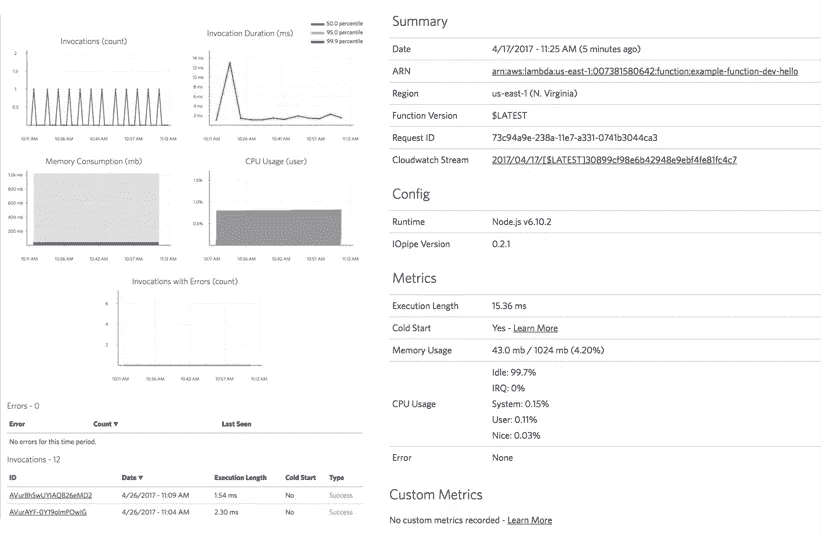 50.0 percentile
95.0 percentile
99.9 percentile
Invocations (count)
2
1.5
1
0.5
10:11 AM 10:26 AM 10:42 AM 10:57 AM 11:12 AM
Invocation Duration (ms)
14 ms
12 ms
10 ms
8 ms
6 ms
4 ms
2 ms
10:11 AM 10:26 AM 10:42 AM 10:57 AM 11:12 AM
Memory Consumption (mb)
1.0k mb
800 mb
600 mb
400 mb
200 mb
10:11 AM 10:26 AM 10:42 AM 10:57 AM 11:12 AM
CPU Usage (user)
1.0%
0.5%
10:11 AM 10:26 AM 10:42 AM 10:57 AM 11:12 AM
Invocations with Errors (count)
6
4
2
10:11 AM 10:26 AM 10:42 AM 10:57 AM 11:12 AM
Errors - 0
Error Count ▼ Last Seen
No errors for this time period.
Invocations - 12
ID Date ▼ Execution Length Cold Start Type
4/26/2017 - 11:09 AM 1.54 ms No Success
4/26/2017 - 11:04 AM 2.30 ms No Success
Summary
Date 4/17/2017 - 11:25 AM (5 minutes ago)
ARN arn:aws:lambda:us-east-1:007381580642:function:example-function-dev-hello
Region us-east-1 (N. Virginia)
Function Version $LATEST
Request ID 73c94a9e-238a-11e7-a331-0741b3044ca3
Cloudwatch Stream 2017/04/17/[$LATEST]30899cf98e6b42948e9ebf4fe81fc4c7
Config
Runtime Node.js v6.10.2
IOpipe Version 0.2.1
Metrics
Execution Length 15.36 ms
Cold Start Yes - Learn More
Memory Usage 43.0 mb / 1024 mb (4.20%)
CPU Usage
Idle: 99.7%
IRQ: 0%
System: 0.15%
User: 0.11%
Nice: 0.03%
Error None
Custom Metrics
No custom metrics recorded - Learn More